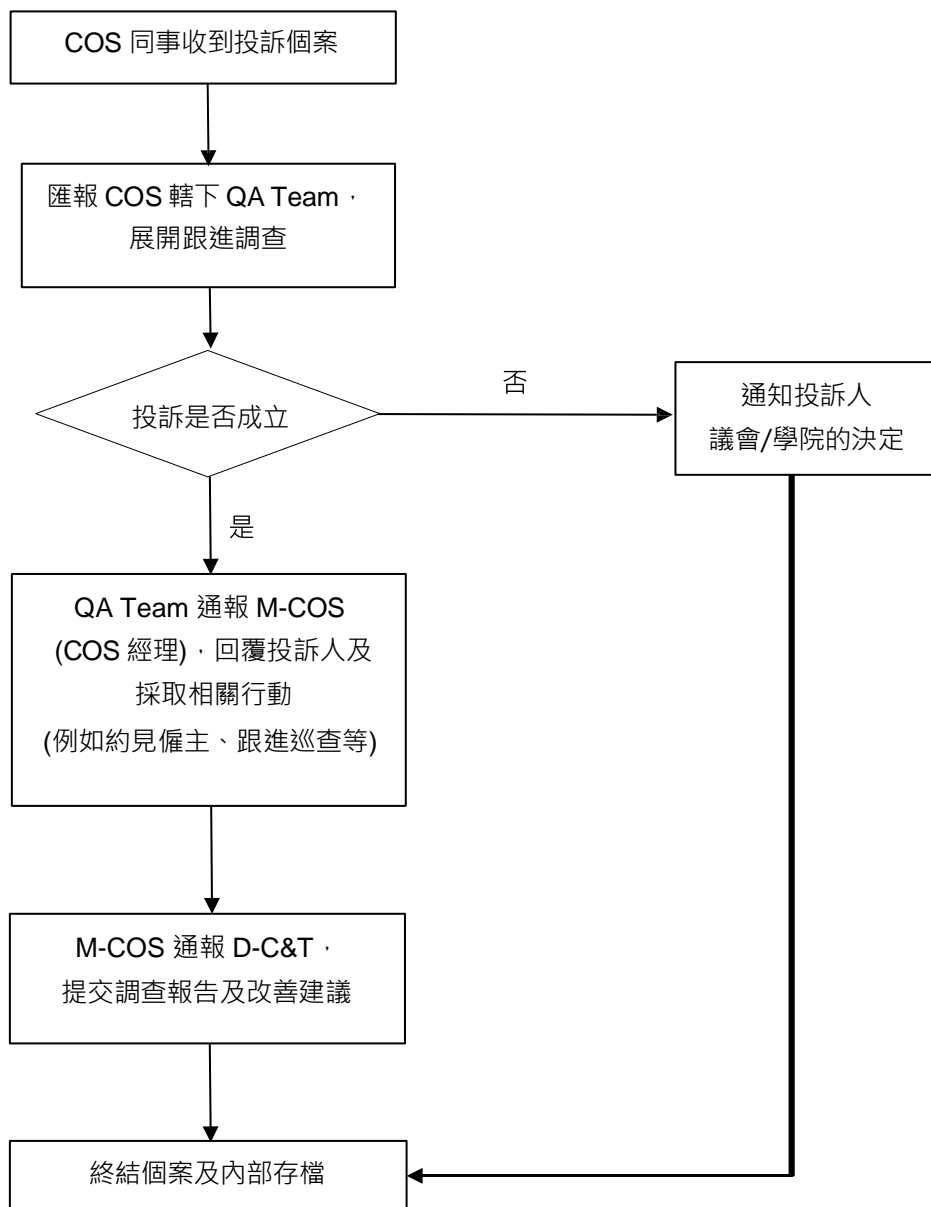 COS 同事收到投訴個案
匯報 COS 轄下 QA Team，
展開跟進調查
投訴是否成立
否
通知投訴人
議會/學院的決定
是
QA Team 通報 M-COS
(COS 經理)，回覆投訴人及
採取相關行動
(例如約見僱主、跟進巡查等)
M-COS 通報 D-C&T，
提交調查報告及改善建議
終結個案及內部存檔